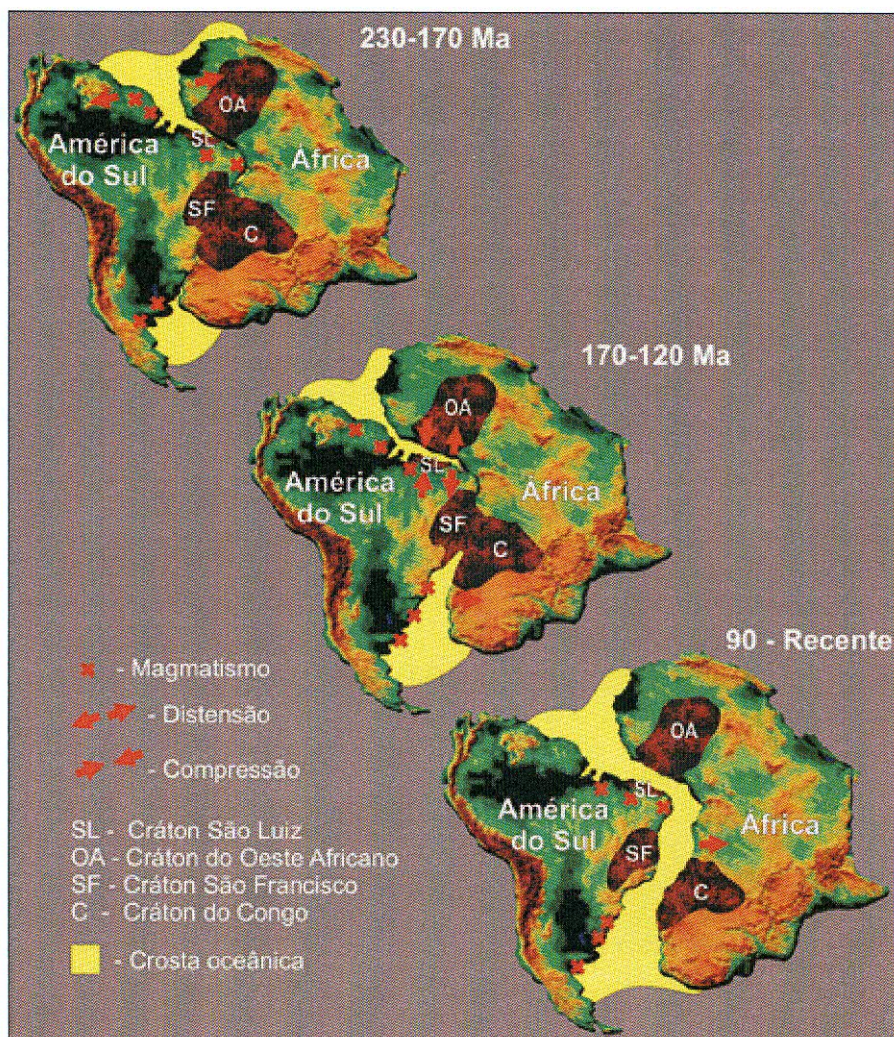 230-170 Ma
OA
América
do Sul
SL
África
SF
C
170-120 Ma
OA
SL
América
do Sul
África
SF
C
90 - Recente
OA
SL
América
do Sul
África
SF
C
- Magmatismo
- Distensão
- Compressão
SL - Cráton São Luiz
OA - Cráton do Oeste Africano
SF - Cráton São Francisco
C - Cráton do Congo
- Crosta oceânica